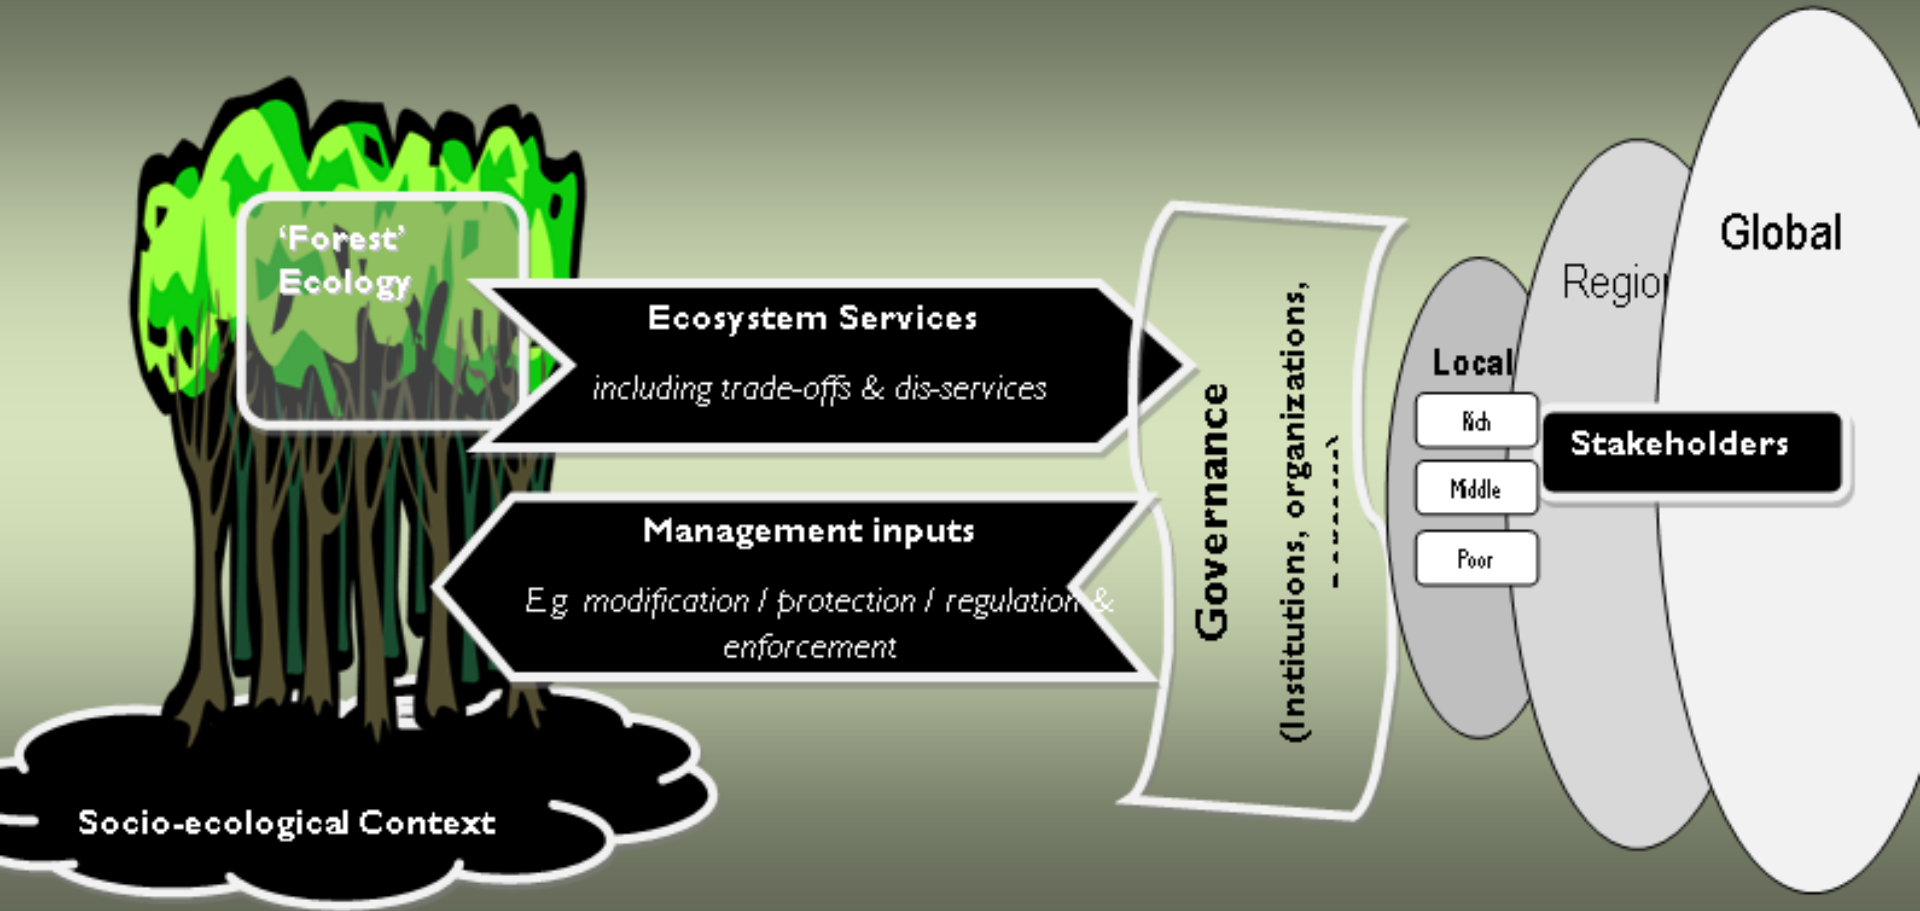 ‘Forest’
Ecology
Ecosystem Services
including trade-offs & dis-services
Management inputs
E.g. modification / protection / regulation &
enforcement
Governance
(Institutions, organizations,
Local
Rich
Middle
Poor
Global
Stakeholders
Socio-ecological Context